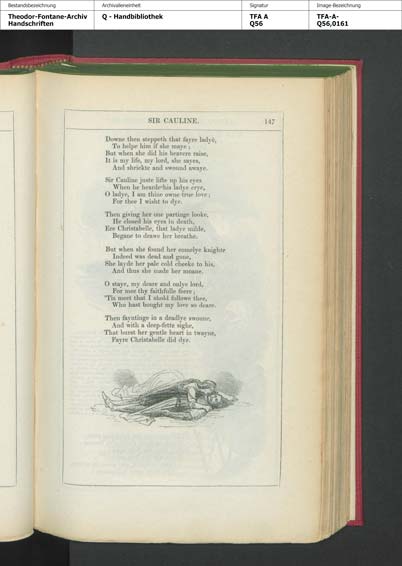 Bestandsbezeichnung
Theodor-Fontane-Archiv
Handschriften
Archivalieneinheit
Q - Handbibliothek
Signatur
TFA A
Q56
Image-Bezeichnung
TFA-A-
Q56,0161
SIR CAULINE. 147
Downe then steppeth that fayre ladyè,
To helpe him if she maye;
But when she did his beavere raise,
It is my life, my lord, she sayes,
And shriekte and swound awaye.
Sir Cauline juste lifte up his eyes
When he hearde his ladye crye,
O ladye, I am thine owne true love;
For thee I wisht to dye.
Then giving her one partinge looke,
He closed his eyes in death,
Ere Christabelle, that ladye milde,
Begane to drawe her breathe.
But when she found her comelye knighte
Indeed was dead and gone,
She layde her pale cold cheeke to his,
And thus she made her moane.
O staye, my deare and onlye lord,
For mee thy faithfulle feere;
'Tis meet that I shold followe thee,
Who hast bought my love so deare.
Then fayntinge in a deadlye swoune,
And with a deep-fette sighe,
That burst her gentle heart in twayne,
Fayre Christabelle did dye.